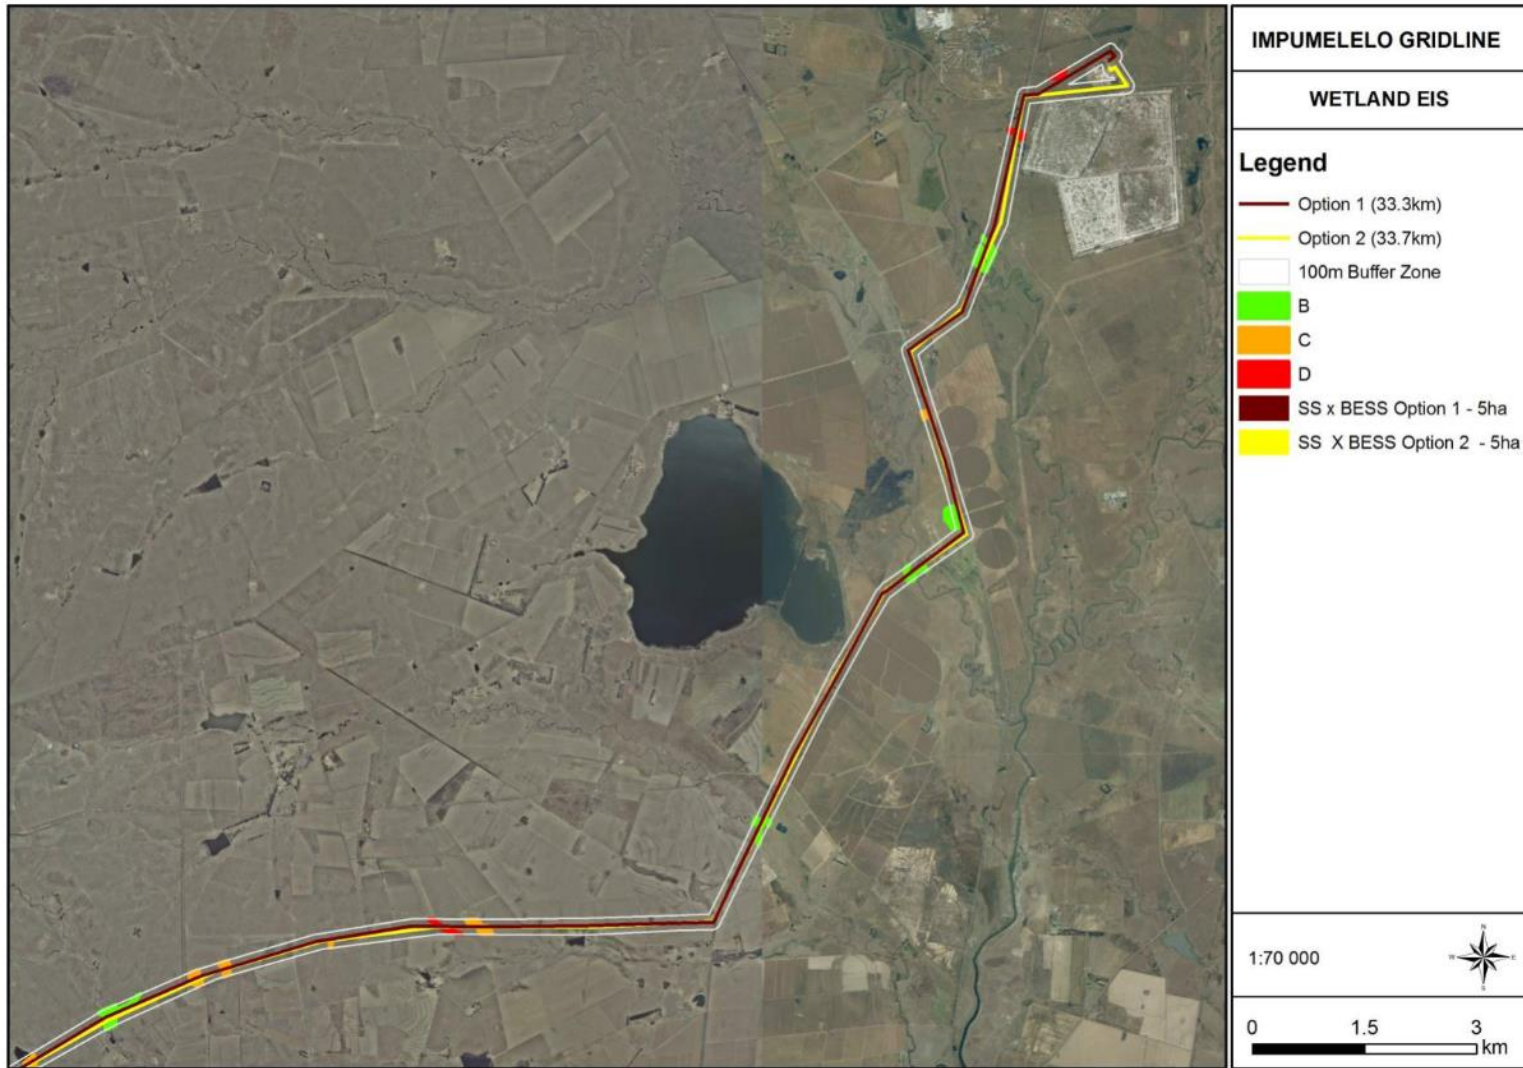 IMPUMELELO GRIDLINE
WETLAND EIS
Legend
Option 1 (33.3km)
Option 2 (33.7km)
100m Buffer Zone
B
C
D
SS x BESS Option 1 - 5ha
SS X BESS Option 2 - 5ha
1:70 000
N
W E
S
0 1.5 3
km